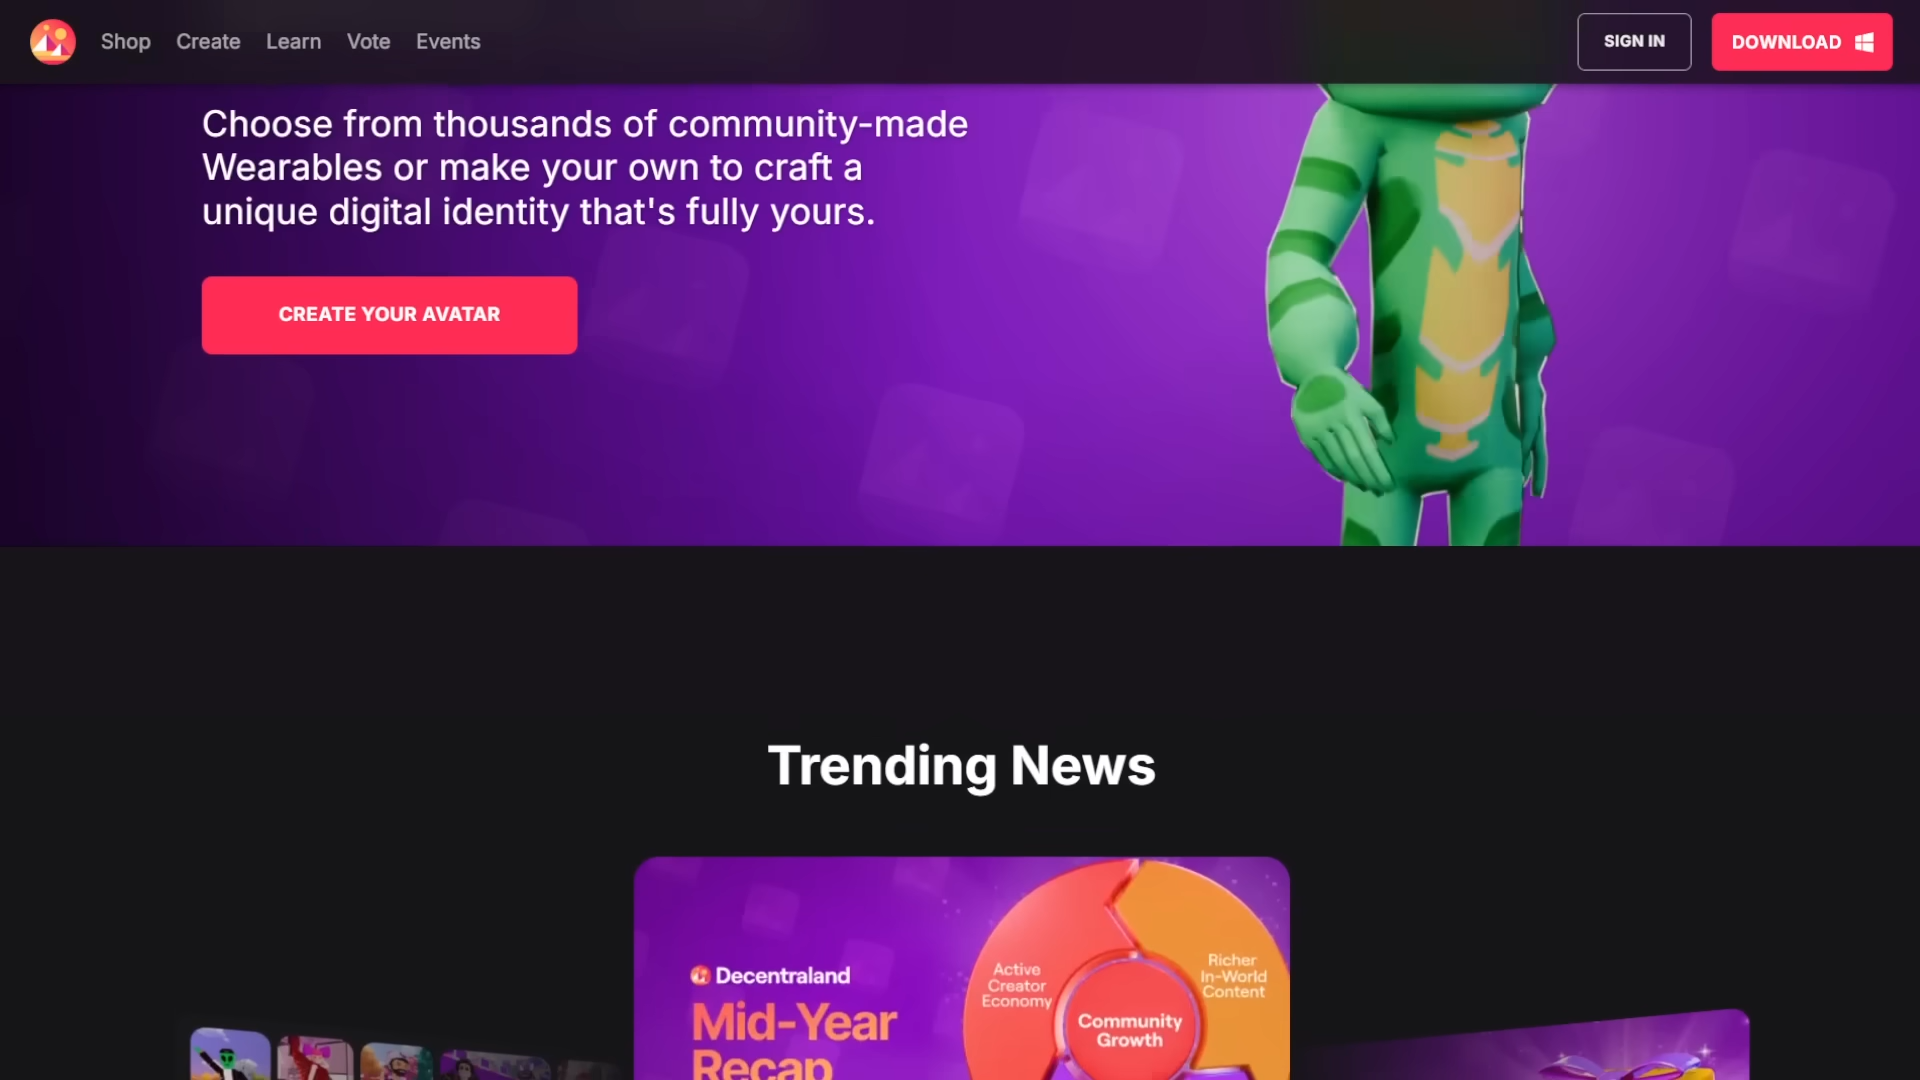 Shop Create Learn Vote Events SIGN IN DOWNLOAD
Choose from thousands of community-made
Wearables or make your own to craft a
unique digital identity that's fully yours.
CREATE YOUR AVATAR
Trending News
Decentraland
Mid-Year
Recap
Active
Creator
Economy
Richer
In-World
Content
Community
Growth